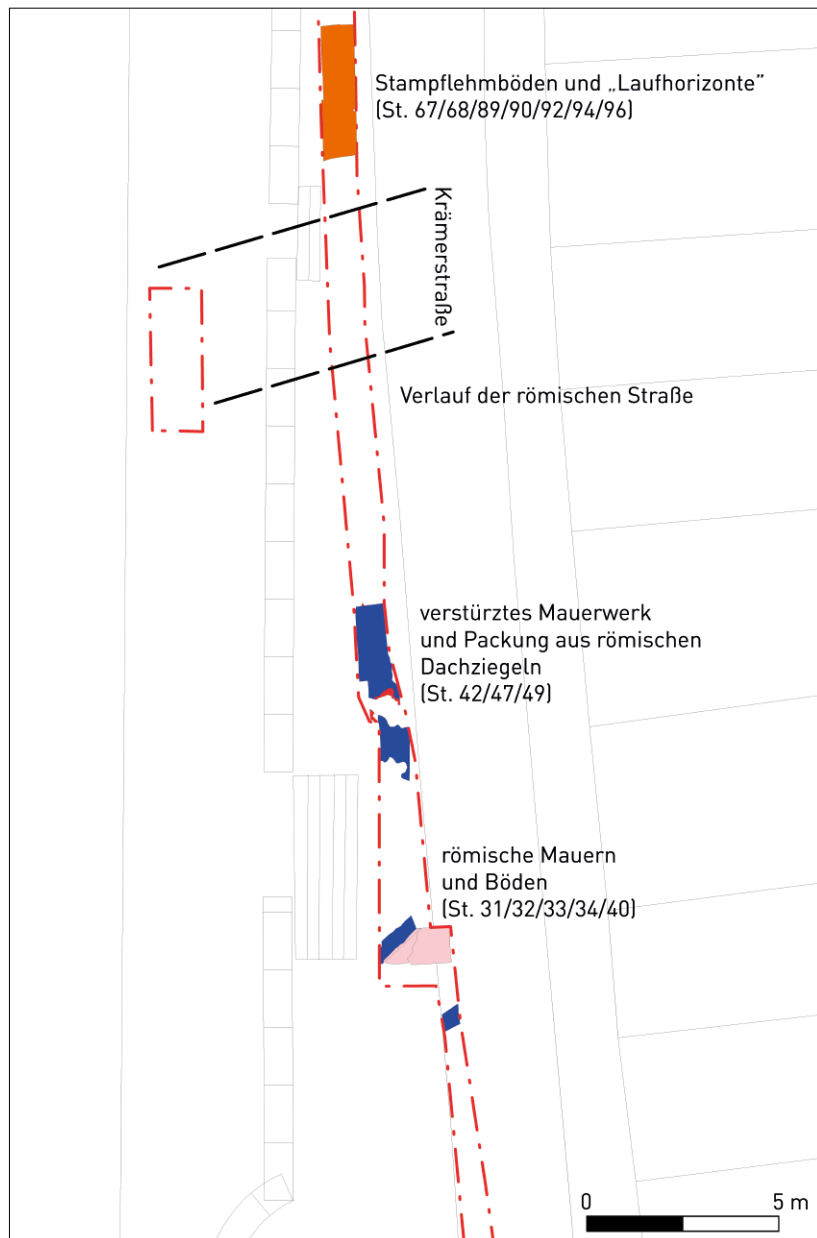 Stampflehmböden und „Laufhorizonte”
(St. 67/68/89/90/92/94/96)
Krämerstraße
Verlauf der römischen Straße
verstürztes Mauerwerk
und Packung aus römischen
Dachziegeln
(St. 42/47/49)
römische Mauern
und Böden
(St. 31/32/33/34/40)
0 5 m